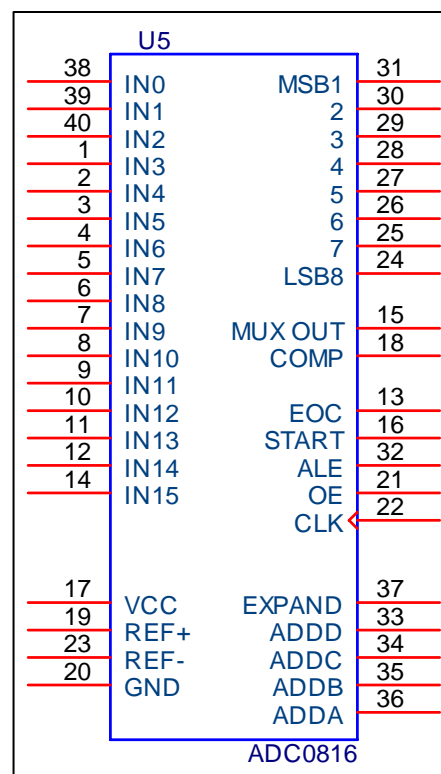 U5
38 IN0 MSB1 31
39 IN1 2 30
40 IN2 3 29
1 IN3 4 28
2 IN4 5 27
3 IN5 6 26
4 IN6 7 25
5 IN7 LSB8 24
6 IN8
7 IN9 MUX OUT 15
8 IN10 COMP 18
9 IN11
10 IN12 EOC 13
11 IN13 START 16
12 IN14 ALE 32
14 IN15 OE 21
CLK 22
17 VCC EXPAND 37
19 REF+ ADDD 33
23 REF- ADDC 34
20 GND ADDB 35
ADDA 36
ADC0816